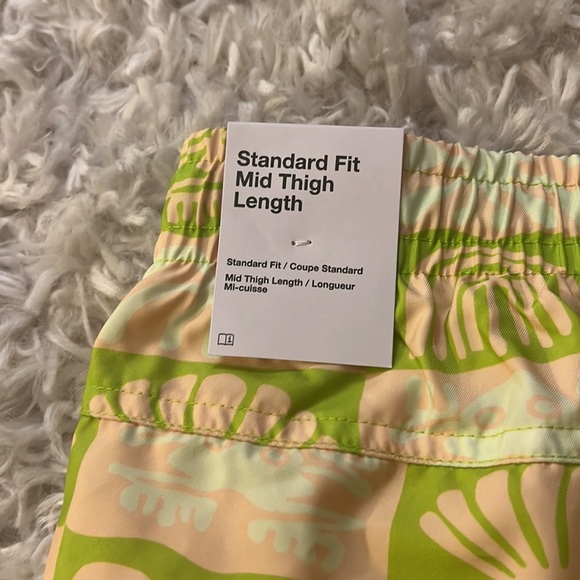 Standard Fit
Mid Thigh
Length
Standard Fit / Coupe Standard
Mid Thigh Length / Longueur
Mi-cuisse